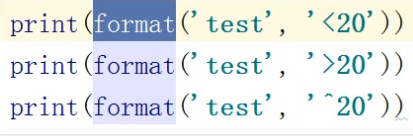 print(format('test', '<20'))
print(format('test', '>20'))
print(format('test', '^20'))